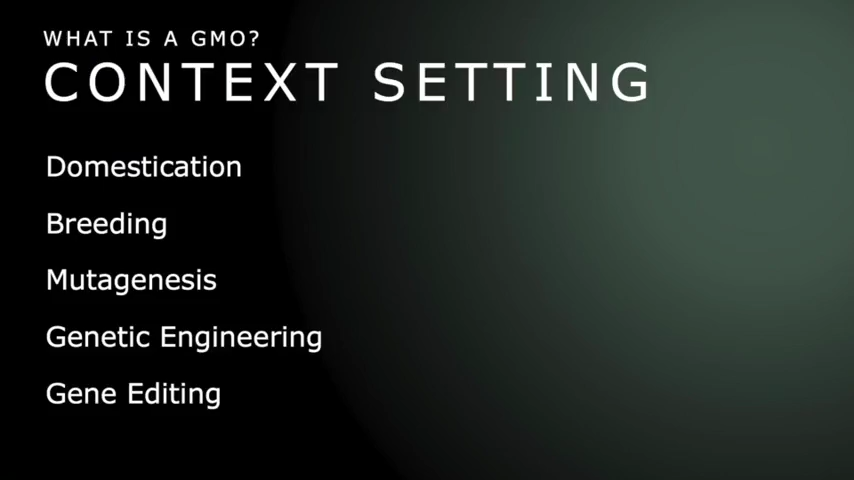 WHAT IS A GMO?
CONTEXT SETTING
Domestication
Breeding
Mutagenesis
Genetic Engineering
Gene Editing